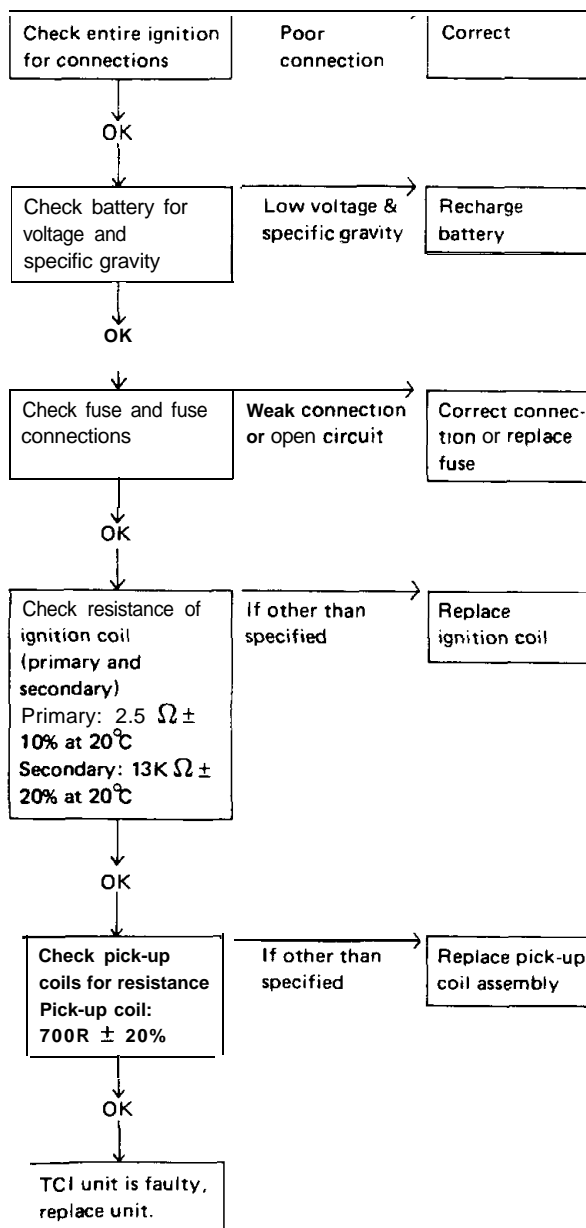 Check entire ignition
for connections
Poor
connection
Correct
OK
Check battery for
voltage and
specific gravity
Low voltage &
specific gravity
Recharge
battery
OK
Check fuse and fuse
connections
Weak connection
or open circuit
Correct connec-
tion or replace
fuse
OK
Check resistance of
ignition coil
(primary and
secondary)
Primary: 2.5 Ω ±
10% at 20°C
Secondary: 13K Ω ±
20% at 20°C
If other than
specified
Replace
ignition coil
OK
Check pick-up
coils for resistance
Pick-up coil:
700R ± 20%
If other than
specified
Replace pick-up
coil assembly
OK
TCI unit is faulty,
replace unit.